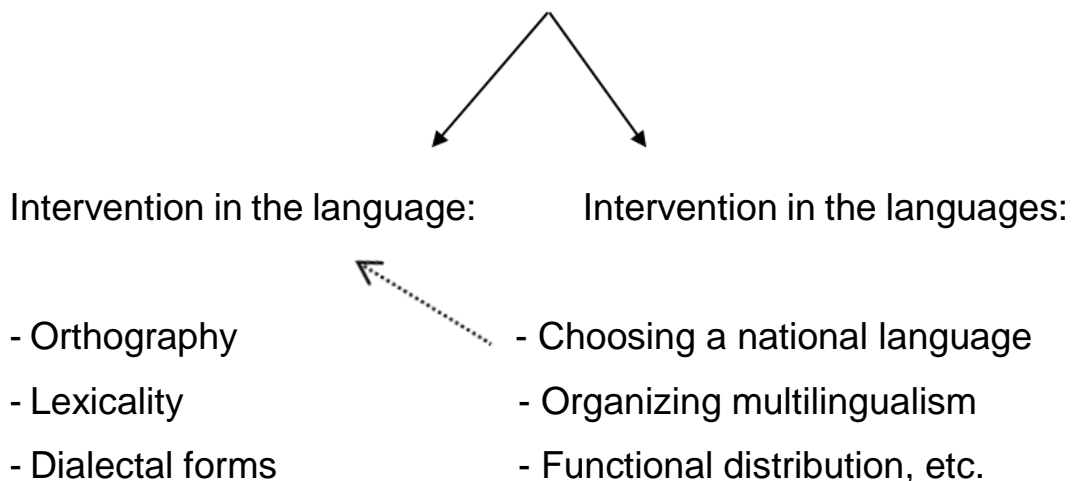 Intervention in the language: Intervention in the languages:
- Orthography - Choosing a national language
- Lexicality - Organizing multilingualism
- Dialectal forms - Functional distribution, etc.